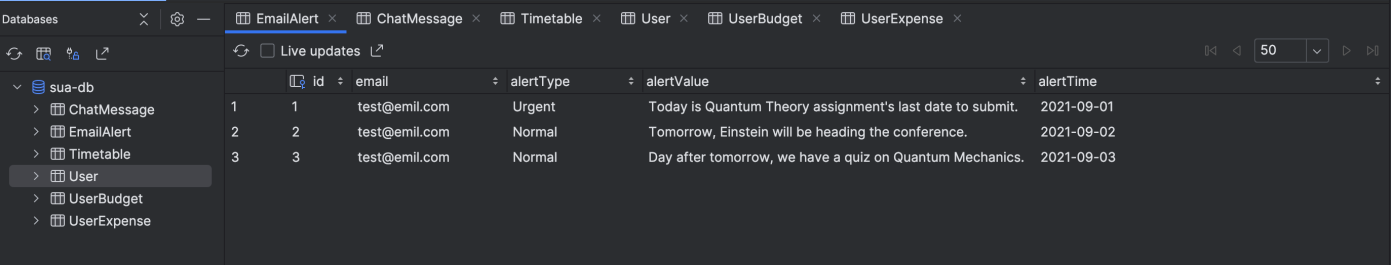 Databases
EmailAlert ChatMessage Timetable User UserBudget UserExpense
Live updates
50
sua-db
ChatMessage
EmailAlert
Timetable
User
UserBudget
UserExpense
id email alertType alertValue alertTime
1 1 test@emil.com Urgent Today is Quantum Theory assignment's last date to submit. 2021-09-01
2 2 test@emil.com Normal Tomorrow, Einstein will be heading the conference. 2021-09-02
3 3 test@emil.com Normal Day after tomorrow, we have a quiz on Quantum Mechanics. 2021-09-03